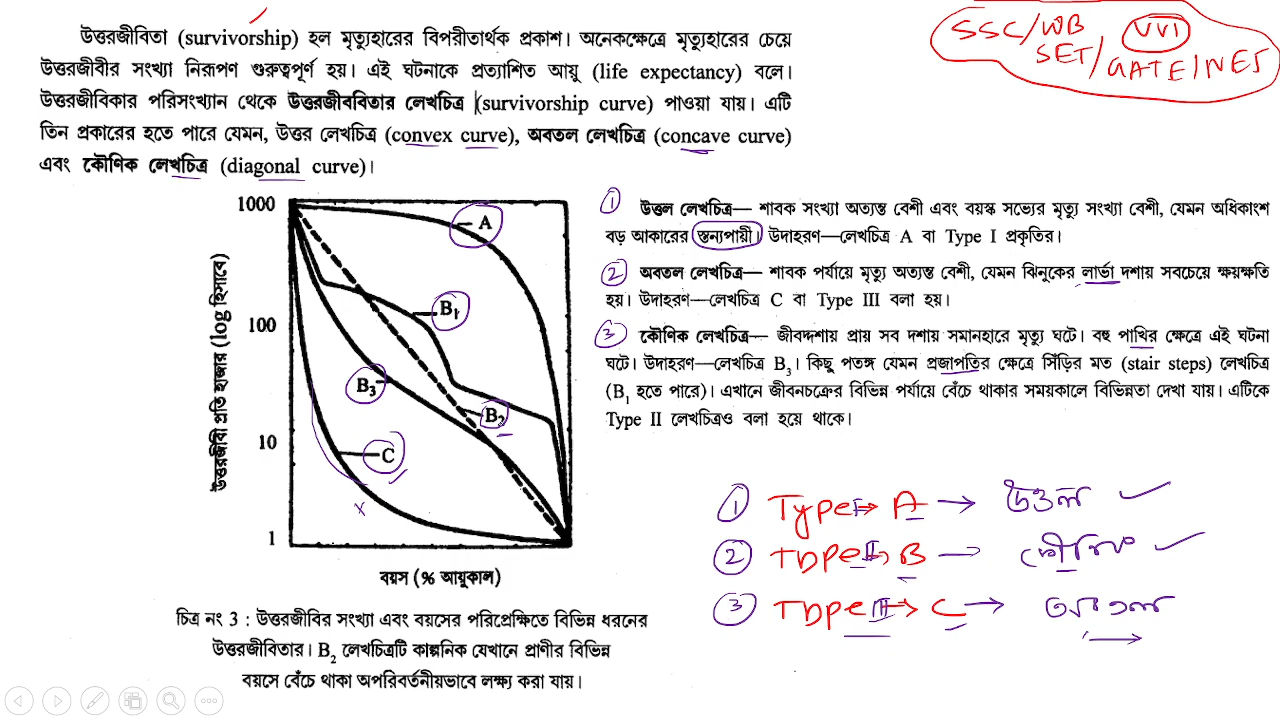 উত্তরজীবিতা (survivorship) হল মৃত্যুহারের বিপরীতার্থক প্রকাশ। অনেকক্ষেত্রে মৃত্যুহারের চেয়ে
উত্তরজীবীর সংখ্যা নিরূপণ গুরুত্বপূর্ণ হয়। এই ঘটনাকে প্রত্যাশিত আয়ু (life expectancy) বলে।
উত্তরজীবিকার পরিসংখ্যান থেকে উত্তরজীববিতার লেখচিত্র (survivorship curve) পাওয়া যায়। এটি
তিন প্রকারের হতে পারে যেমন, উত্তর লেখচিত্র (convex curve), অবতল লেখচিত্র (concave curve)
এবং কৌণিক লেখচিত্র (diagonal curve)।
SSC/WB
SET/
VVI
GATE/NET
1000
100
10
1
উত্তরজীবী প্রতি হাজার (log হিসাবে)
A
B1
B3
B2
C
বয়স (% আয়ুকাল)
চিত্র নং 3 : উত্তরজীবির সংখ্যা এবং বয়সের পরিপ্রেক্ষিতে বিভিন্ন ধরনের
উত্তরজীবিতার। B2 লেখচিত্রটি কাল্পনিক যেখানে প্রাণীর বিভিন্ন
বয়সে বেঁচে থাকা অপরিবর্তনীয়ভাবে লক্ষ্য করা যায়।
1 উত্তল লেখচিত্র— শাবক সংখ্যা অত্যন্ত বেশী এবং বয়স্ক সভ্যের মৃত্যু সংখ্যা বেশী, যেমন অধিকাংশ
বড় আকারের স্তন্যপায়ী। উদাহরণ—লেখচিত্র A বা Type I প্রকৃতির।
2 অবতল লেখচিত্র— শাবক পর্যায়ে মৃত্যু অত্যন্ত বেশী, যেমন ঝিনুকের লার্ভা দশায় সবচেয়ে ক্ষয়ক্ষতি
হয়। উদাহরণ—লেখচিত্র C বা Type III বলা হয়।
3 কৌণিক লেখচিত্র— জীবদ্দশায় প্রায় সব দশায় সমানহারে মৃত্যু ঘটে। বহু পাখির ক্ষেত্রে এই ঘটনা
ঘটে। উদাহরণ—লেখচিত্র B3। কিছু পতঙ্গ যেমন প্রজাপতির ক্ষেত্রে সিঁড়ির মত (stair steps) লেখচিত্র
(B1 হতে পারে)। এখানে জীবনচক্রের বিভিন্ন পর্যায়ে বেঁচে থাকার সময়কালে বিভিন্নতা দেখা যায়। এটিকে
Type II লেখচিত্রও বলা হয়ে থাকে।
1 Type I → A → উত্তল
2 Type II → B → কৌণিক
3 Type III → C → অবতল